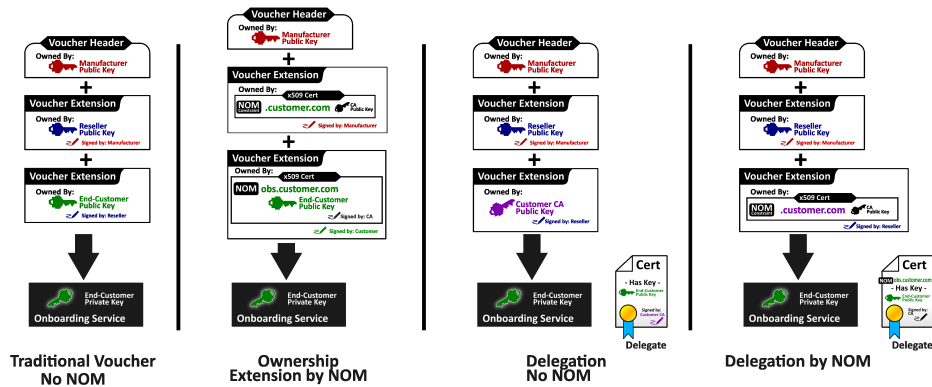 Voucher Header
Owned By:
Manufacturer
Public Key
+
Voucher Extension
Owned By:
Reseller
Public Key
Signed by: Manufacturer
+
Voucher Extension
Owned By:
End-Customer
Public Key
Signed by: Reseller
End-Customer
Private Key
Onboarding Service
Traditional Voucher
No NOM
Voucher Header
Owned By:
Manufacturer
Public Key
+
Voucher Extension
Owned By:
x509 Cert
NOM
Constraint
.customer.com
CA
Public Key
Signed by: Manufacturer
+
Voucher Extension
Owned By:
x509 Cert
NOM obs.customer.com
End-Customer
Public Key
Signed by: CA
Signed by: Customer
End-Customer
Private Key
Onboarding Service
Ownership
Extension by NOM
Voucher Header
Owned By:
Manufacturer
Public Key
+
Voucher Extension
Owned By:
Reseller
Public Key
Signed by: Manufacturer
+
Voucher Extension
Owned By:
Customer CA
Public Key
Signed by: Reseller
End-Customer
Private Key
Onboarding Service
Cert
- Has Key -
End-Customer
Public Key
Signed by:
Customer CA
Delegate
Delegation
No NOM
Voucher Header
Owned By:
Manufacturer
Public Key
+
Voucher Extension
Owned By:
Reseller
Public Key
Signed by: Manufacturer
+
Voucher Extension
Owned By:
x509 Cert
NOM
Constraint
.customer.com
CA
Public Key
Signed by: Reseller
End-Customer
Private Key
Onboarding Service
Cert
NOM obs.customer.com
- Has Key -
End-Customer
Public Key
Signed by:
CA
Delegate
Delegation by NOM